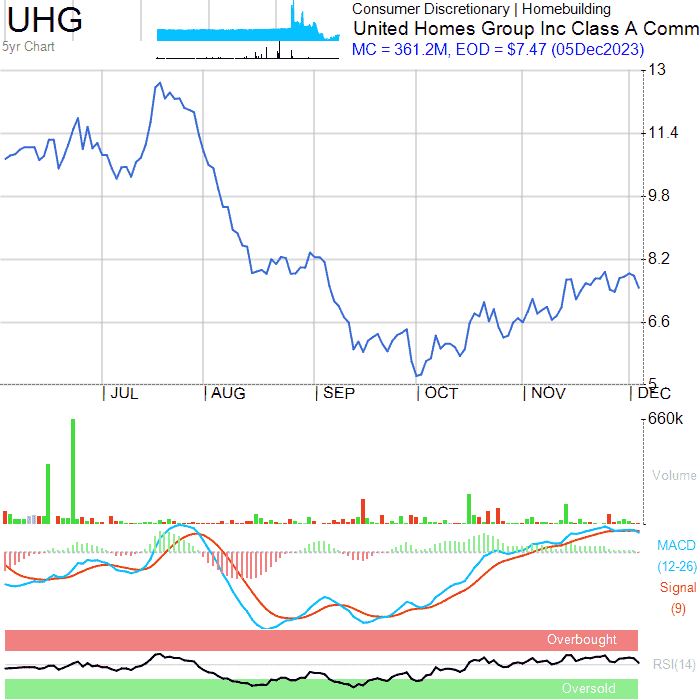 UHG
5yr Chart
Consumer Discretionary | Homebuilding
United Homes Group Inc Class A Comm
MC = 361.2M, EOD = $7.47 (05Dec2023)
13
11.4
9.8
8.2
6.6
5
| JUL | AUG | SEP | OCT | NOV | DEC
660k
Volume
MACD
(12-26)
Signal
(9)
Overbought
RSI(14)
Oversold